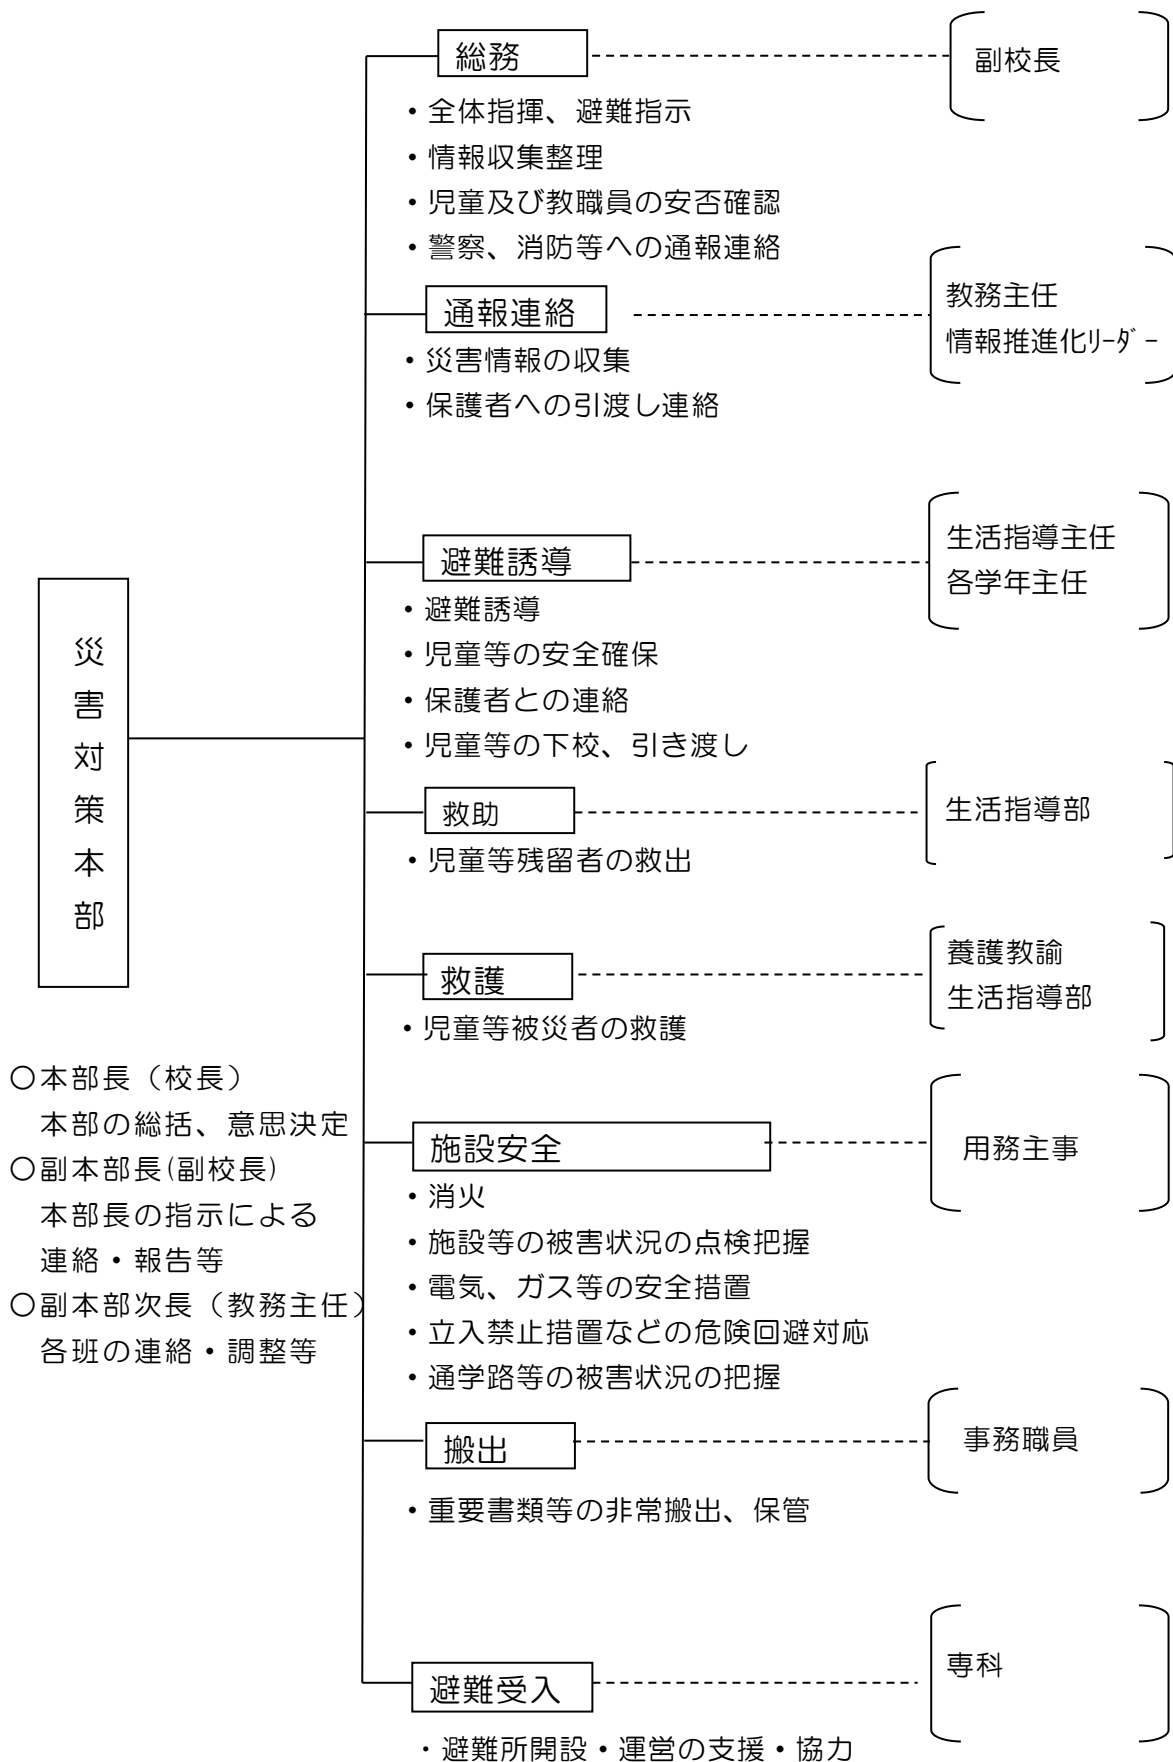 総務
副校長
・全体指揮、避難指示
・情報収集整理
・児童及び教職員の安否確認
・警察、消防等への通報連絡
通報連絡
教務主任
情報推進化ﾘｰﾀﾞｰ
・災害情報の収集
・保護者への引渡し連絡
避難誘導
生活指導主任
各学年主任
・避難誘導
・児童等の安全確保
・保護者との連絡
・児童等の下校、引き渡し
災害対策本部
救助
生活指導部
・児童等残留者の救出
救護
養護教諭
生活指導部
・児童等被災者の救護
〇本部長（校長）
本部の総括、意思決定
〇副本部長(副校長)
本部長の指示による
連絡・報告等
〇副本部次長（教務主任）
各班の連絡・調整等
施設安全
用務主事
・消火
・施設等の被害状況の点検把握
・電気、ガス等の安全措置
・立入禁止措置などの危険回避対応
・通学路等の被害状況の把握
搬出
事務職員
・重要書類等の非常搬出、保管
避難受入
専科
・避難所開設・運営の支援・協力